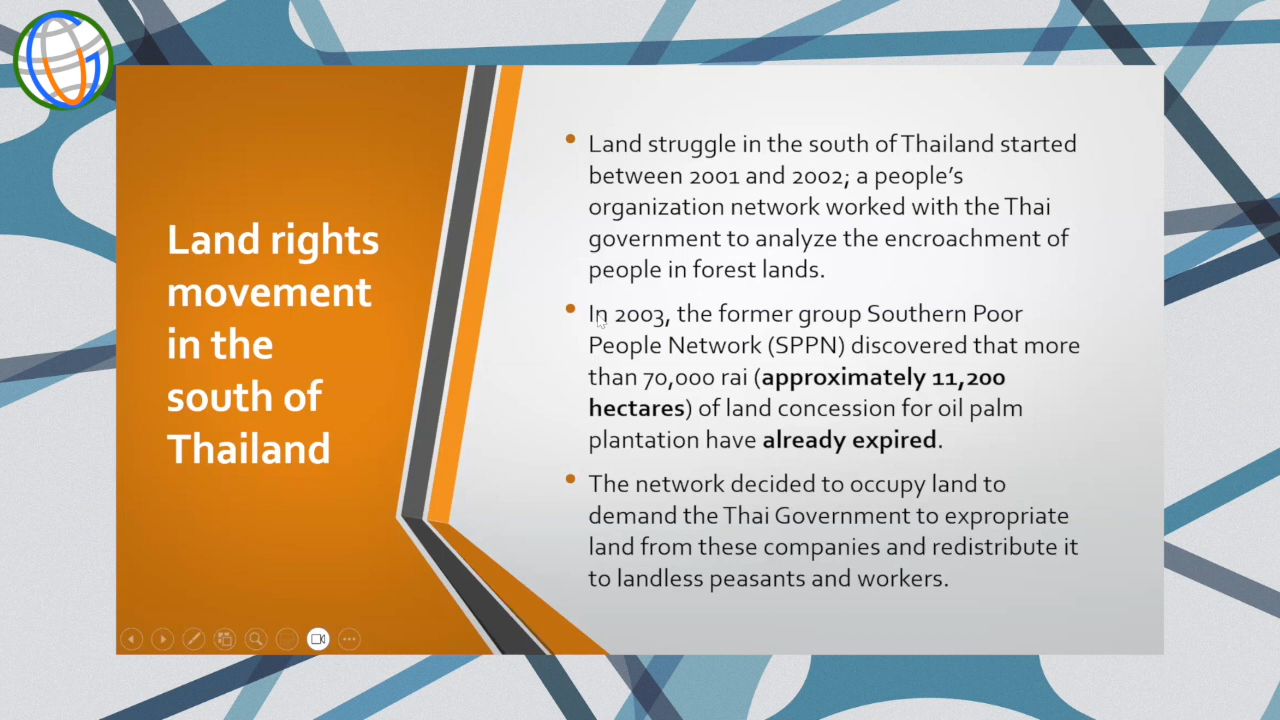 Land rights
movement
in the
south of
Thailand
Land struggle in the south of Thailand started
between 2001 and 2002; a people's
organization network worked with the Thai
government to analyze the encroachment of
people in forest lands.
In 2003, the former group Southern Poor
People Network (SPPN) discovered that more
than 70,000 rai (approximately 11,200
hectares) of land concession for oil palm
plantation have already expired.
The network decided to occupy land to
demand the Thai Government to expropriate
land from these companies and redistribute it
to landless peasants and workers.